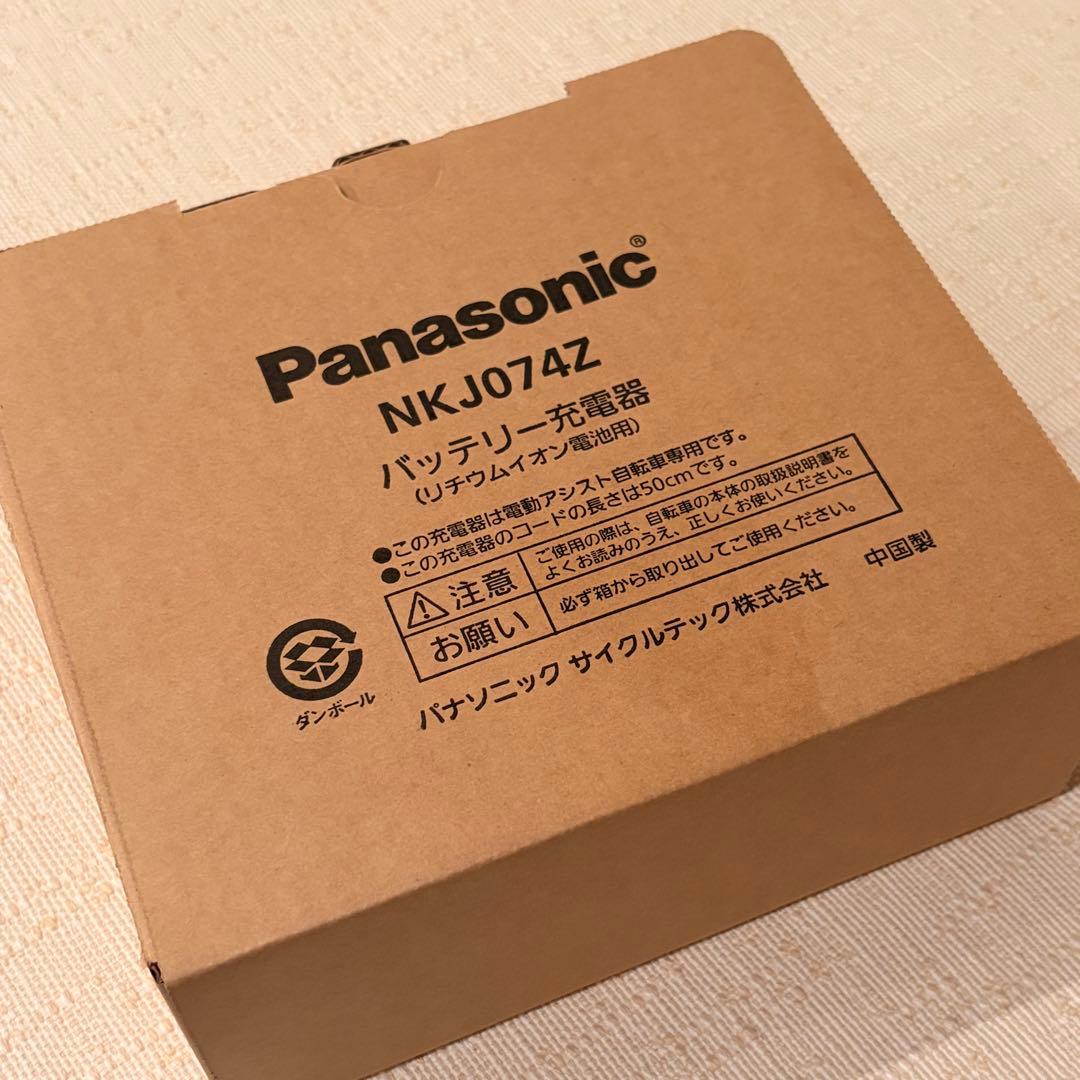 Panasonic®
NKJ074Z
バッテリー充電器
（リチウムイオン電池用）
●この充電器は電動アシスト自転車専用です。
●この充電器のコードの長さは50cmです。
注意
ご使用の際は、自転車の本体の取扱説明書を
よくお読みのうえ、正しくお使いください。
お願い
必ず箱から取り出してご使用ください。
パナソニック サイクルテック株式会社 中国製
ダンボール